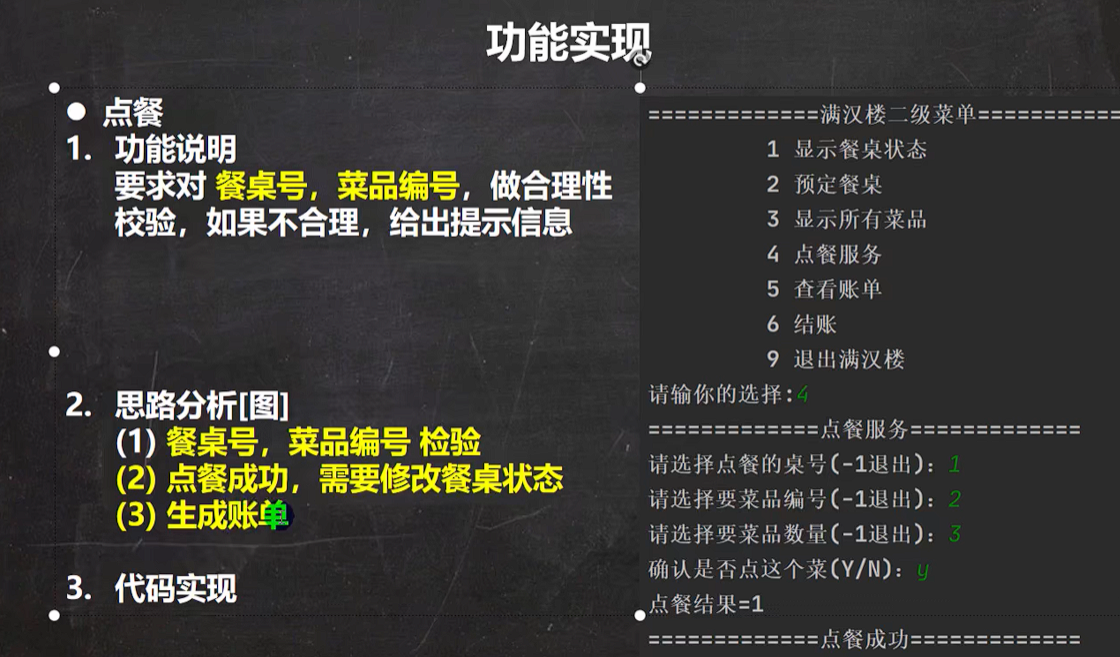 功能实现
● 点餐
1. 功能说明
要求对 餐桌号，菜品编号，做合理性
校验，如果不合理，给出提示信息
2. 思路分析[图]
(1) 餐桌号，菜品编号 检验
(2) 点餐成功，需要修改餐桌状态
(3) 生成账单
3. 代码实现
=============满汉楼二级菜单===========
1 显示餐桌状态
2 预定餐桌
3 显示所有菜品
4 点餐服务
5 查看账单
6 结账
9 退出满汉楼
请输你的选择:4
=============点餐服务=============
请选择点餐的桌号(-1退出): 1
请选择要菜品编号(-1退出): 2
请选择要菜品数量(-1退出): 3
确认是否点这个菜(Y/N): y
点餐结果=1
=============点餐成功=============